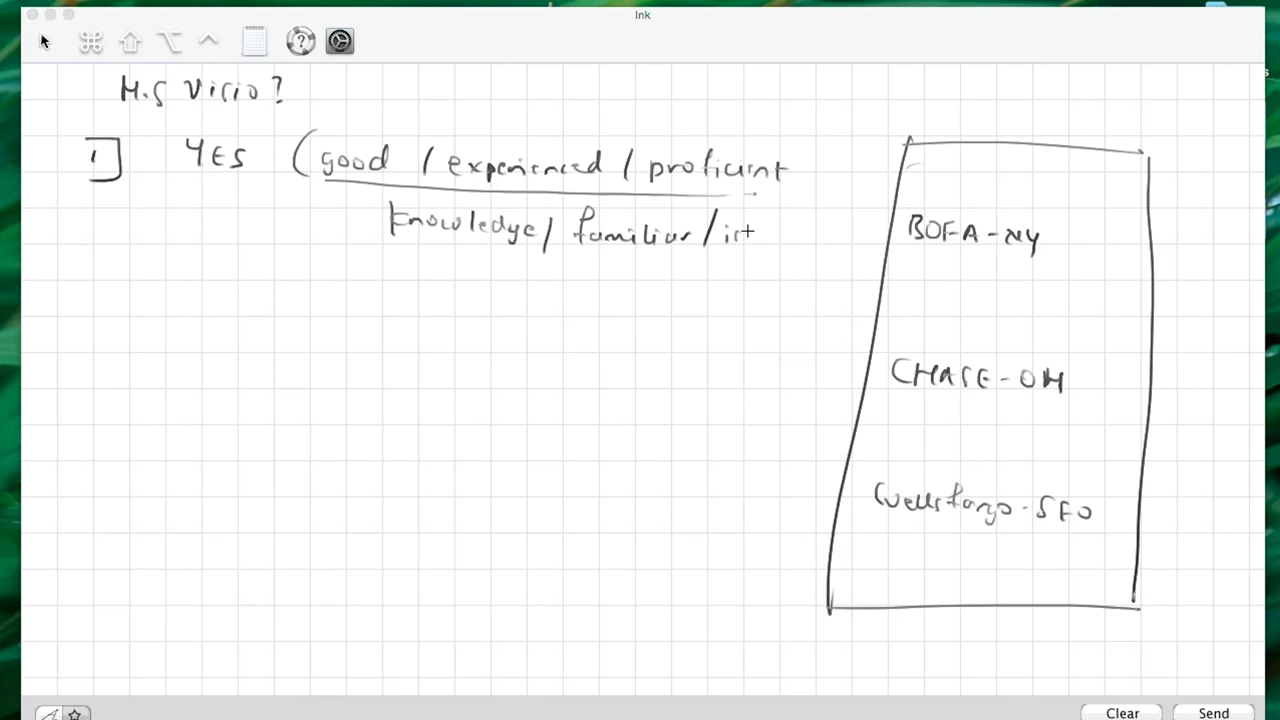 Ink
M.S Visio?
1] YES (good / experienced / proficient
knowledge / familiar /
BOFA-NY
CHASE-OH
Wellsfargo-SFO
Clear Send